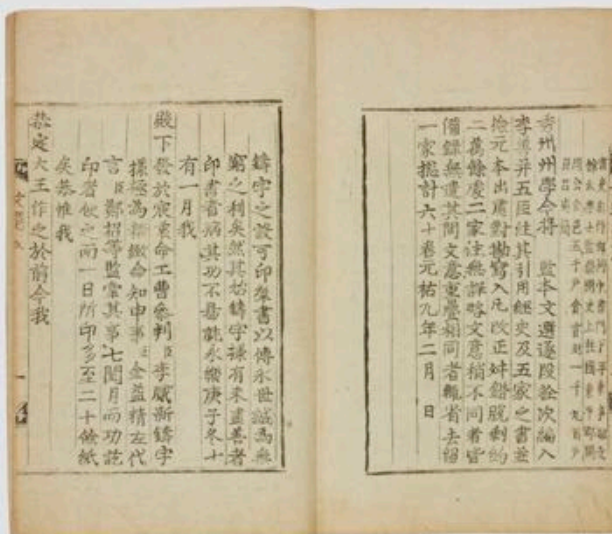 秀州州學今將 監本文選逐段詮次編入
李善幷五臣注其引用經史及五家之書並
檢元本出處對勘寫入凡改正舛錯脫剩約
二萬餘處二家注無詳略文意稍不同者皆
備錄無遺其間文意重疊相同者輒省去留
一家揔計六十卷元祐九年二月 日
鑄字之設可印羣書以傳永世誠爲無
窮之利矣然其始鑄字樣有未盡善者
印書者病其功不易就永樂庚子冬十
有一月我
殿下發於宸衷命工曹參判臣李蕆新鑄字
樣極爲精緻命知申事臣金益精左代
言臣鄭招等監掌其事七閱月而功訖
印者便之而一日所印多至二十餘紙
矣恭惟我
恭定大王作之於前今我